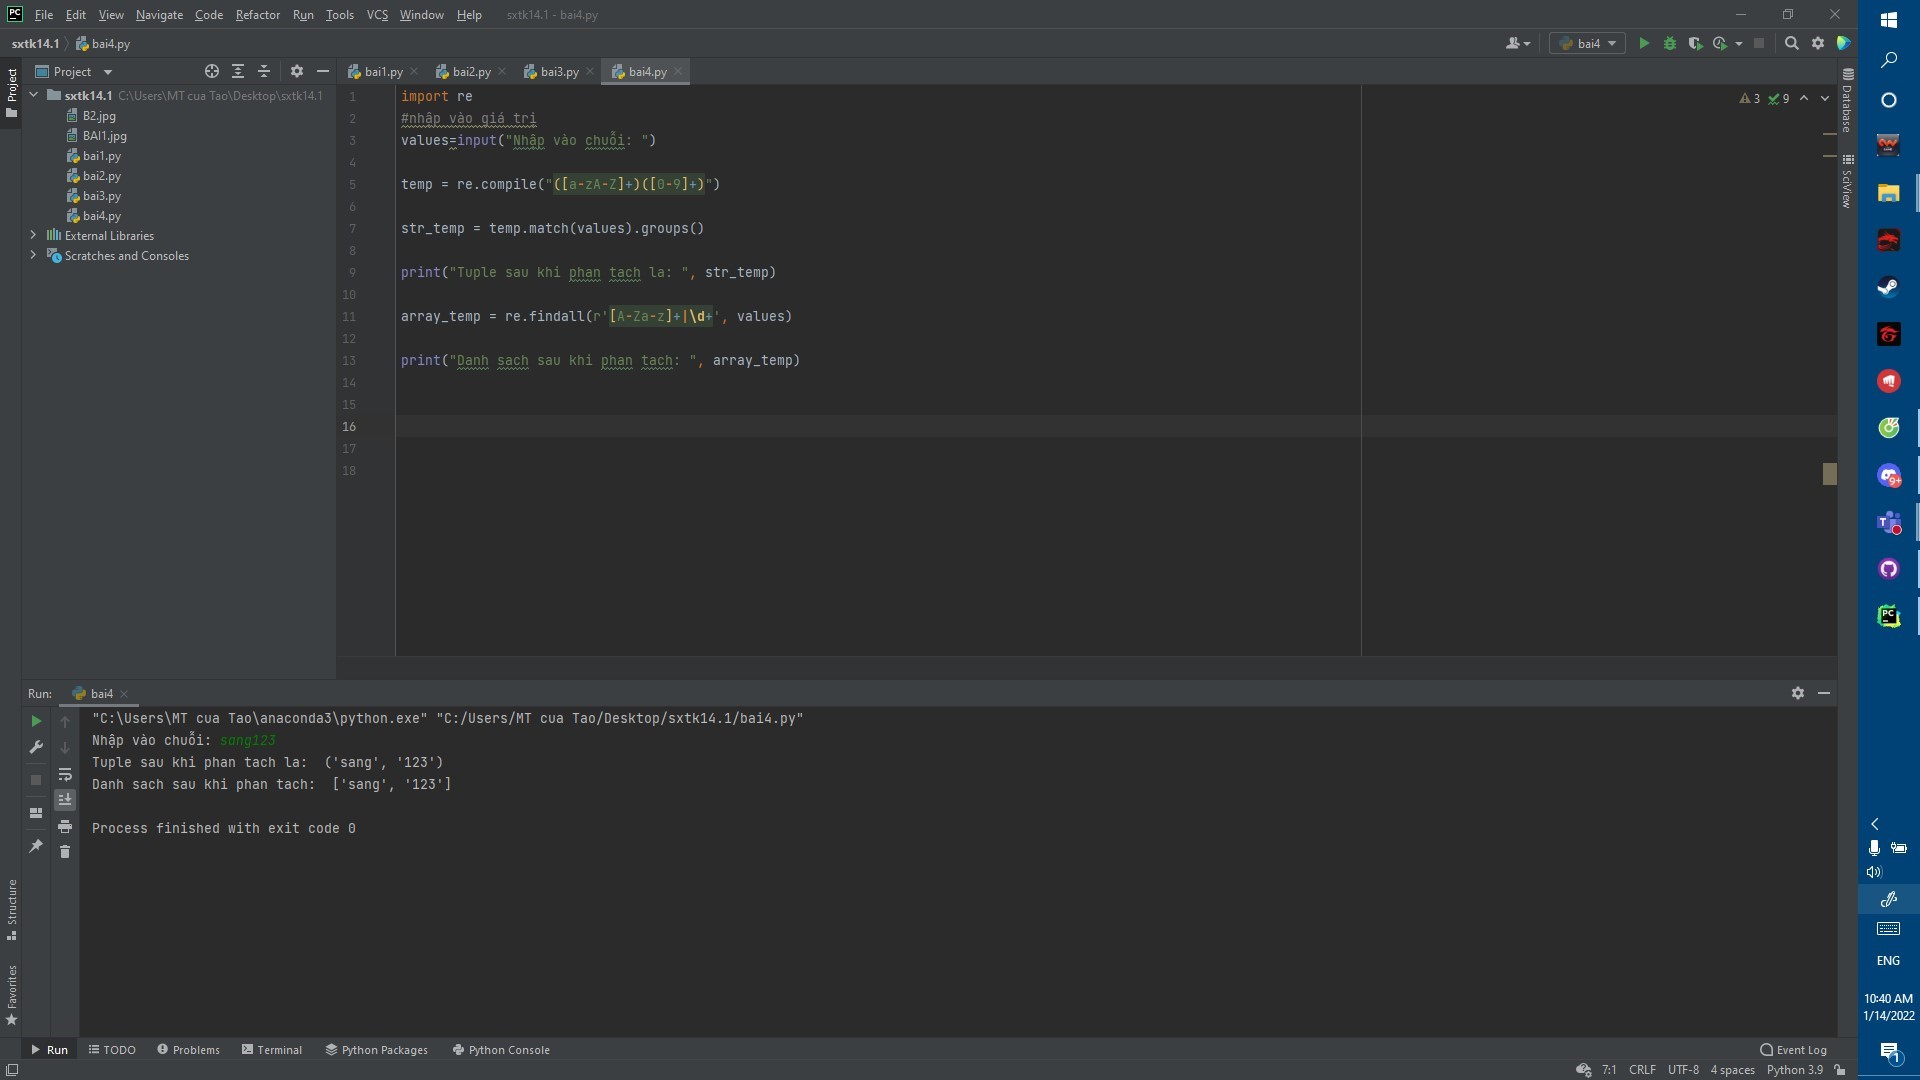 File Edit View Navigate Code Refactor Run Tools VCS Window Help sxtk14.1 - bai4.py
sxtk14.1 bai4.py
bai4
Project
bai1.py bai2.py bai3.py bai4.py
sxtk14.1 C:\Users\MT cua Tao\Desktop\sxtk14.1
B2.jpg
BAI1.jpg
bai1.py
bai2.py
bai3.py
bai4.py
External Libraries
Scratches and Consoles
Project
Structure
Favorites
3 9
1 import re
2 #nhập vào giá trị
3 values=input("Nhập vào chuỗi: ")
4
5 temp = re.compile("([a-zA-Z]+)([0-9]+)")
6
7 str_temp = temp.match(values).groups()
8
9 print("Tuple sau khi phan tach la: ", str_temp)
10
11 array_temp = re.findall(r'[A-Za-z]+|\d+', values)
12
13 print("Danh sach sau khi phan tach: ", array_temp)
14
15
16
17
18
Database
SciView
Run: bai4
"C:\Users\MT cua Tao\anaconda3\python.exe" "C:/Users/MT cua Tao/Desktop/sxtk14.1/bai4.py"
Nhập vào chuỗi: sang123
Tuple sau khi phan tach la:  ('sang', '123')
Danh sach sau khi phan tach:  ['sang', '123']
Process finished with exit code 0
Run TODO Problems Terminal Python Packages Python Console Event Log
7:1 CRLF UTF-8 4 spaces Python 3.9
PC
9+
T
PC
ENG
10:40 AM
1/14/2022
1